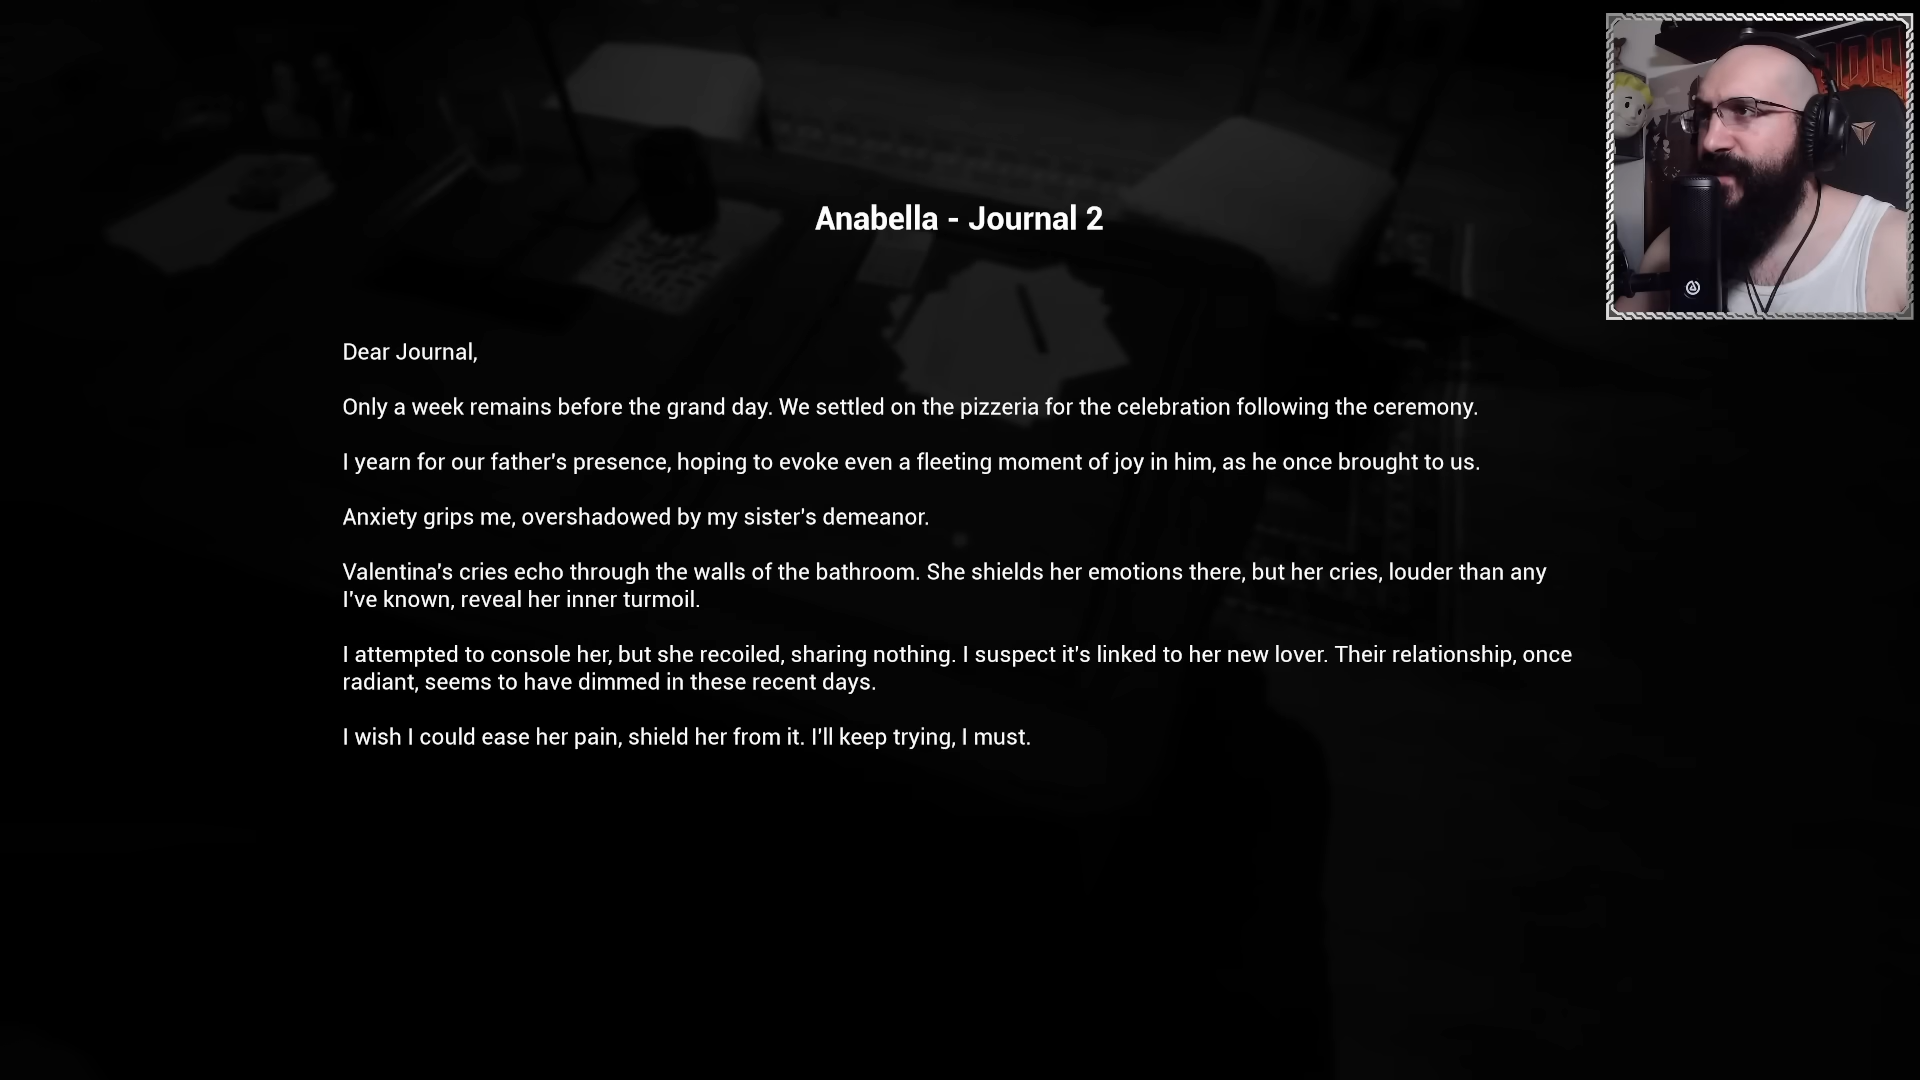 Anabella - Journal 2
Dear Journal,
Only a week remains before the grand day. We settled on the pizzeria for the celebration following the ceremony.
I yearn for our father's presence, hoping to evoke even a fleeting moment of joy in him, as he once brought to us.
Anxiety grips me, overshadowed by my sister's demeanor.
Valentina's cries echo through the walls of the bathroom. She shields her emotions there, but her cries, louder than any
I've known, reveal her inner turmoil.
I attempted to console her, but she recoiled, sharing nothing. I suspect it's linked to her new lover. Their relationship, once
radiant, seems to have dimmed in these recent days.
I wish I could ease her pain, shield her from it. I'll keep trying, I must.